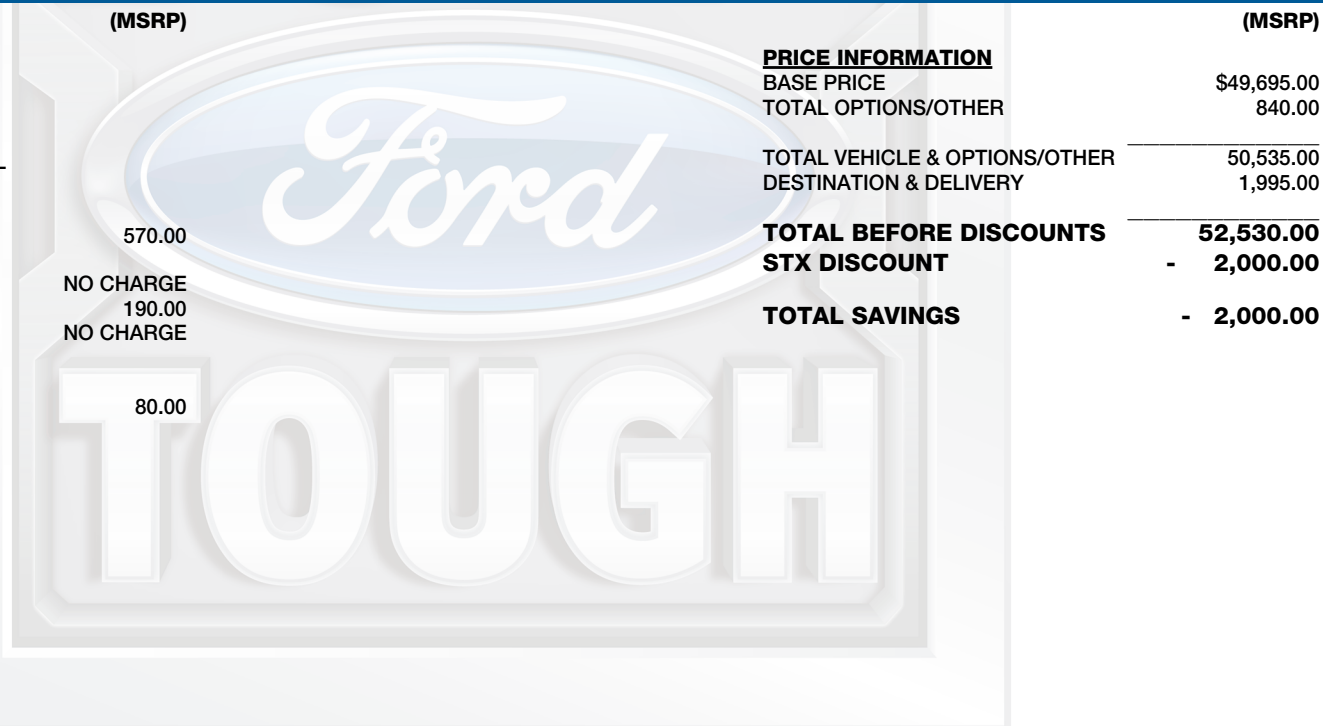 (MSRP)
570.00
NO CHARGE
190.00
NO CHARGE
80.00
(MSRP)
PRICE INFORMATION
BASE PRICE $49,695.00
TOTAL OPTIONS/OTHER 840.00
TOTAL VEHICLE & OPTIONS/OTHER 50,535.00
DESTINATION & DELIVERY 1,995.00
TOTAL BEFORE DISCOUNTS 52,530.00
STX DISCOUNT - 2,000.00
TOTAL SAVINGS - 2,000.00
Ford
TOUGH